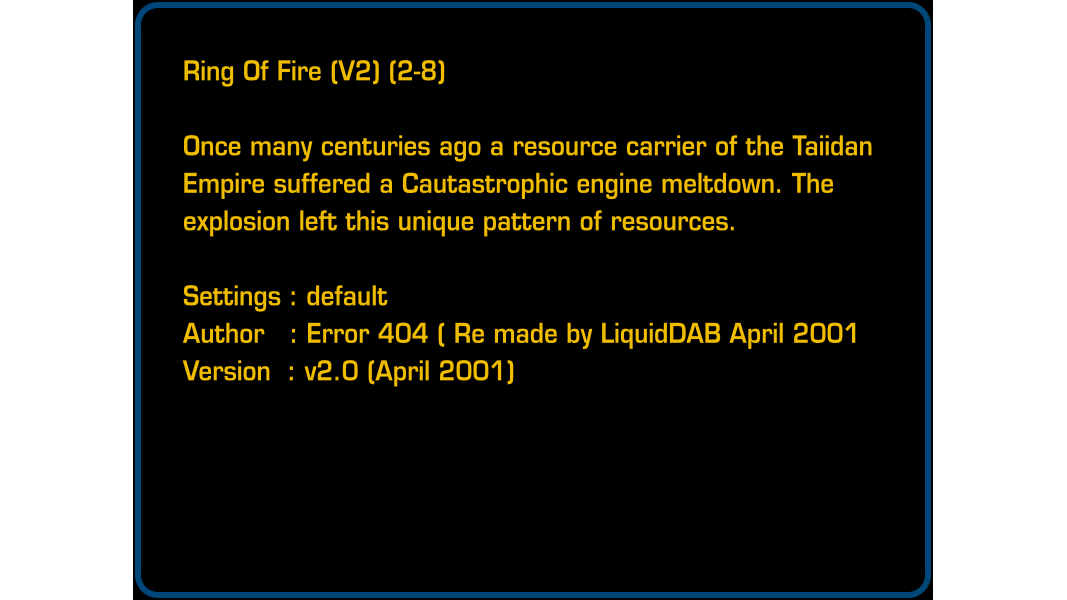 Ring Of Fire (V2) (2-8)
Once many centuries ago a resource carrier of the Taiidan
Empire suffered a Cautastrophic engine meltdown. The
explosion left this unique pattern of resources.
Settings : default
Author : Error 404 ( Re made by LiquidDAB April 2001
Version : v2.0 (April 2001)